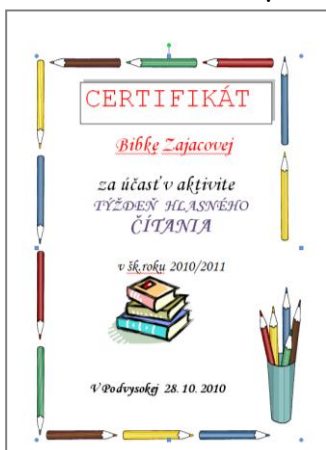 CERTIFIKÁT
Bibke Zajacovej
za účasť v aktivite
TÝŽDEŇ HLASNÉHO
ČÍTANIA
v šk.roku 2010/2011
V Podvysokej 28. 10. 2010